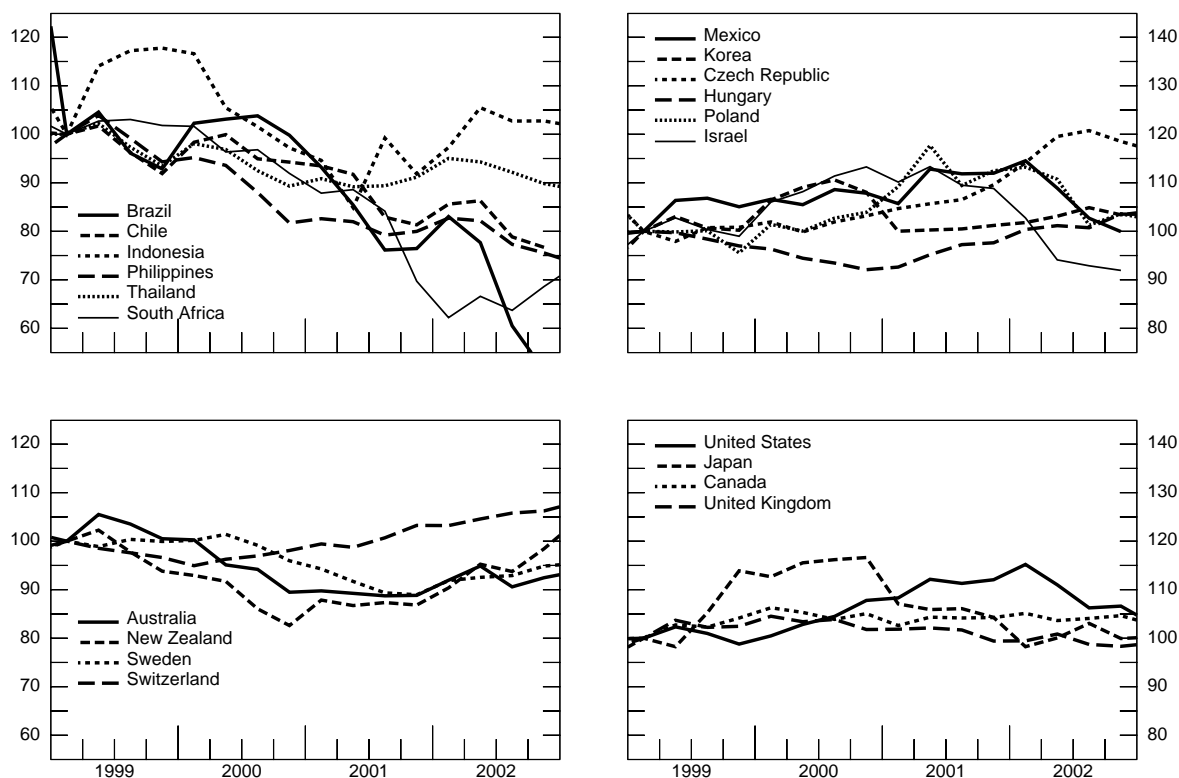 120
110
100
90
80
70
60
Brazil
Chile
Indonesia
Philippines
Thailand
South Africa
140
130
120
110
100
90
80
Mexico
Korea
Czech Republic
Hungary
Poland
Israel
120
110
100
90
80
70
60
Australia
New Zealand
Sweden
Switzerland
1999 2000 2001 2002
140
130
120
110
100
90
80
United States
Japan
Canada
United Kingdom
1999 2000 2001 2002